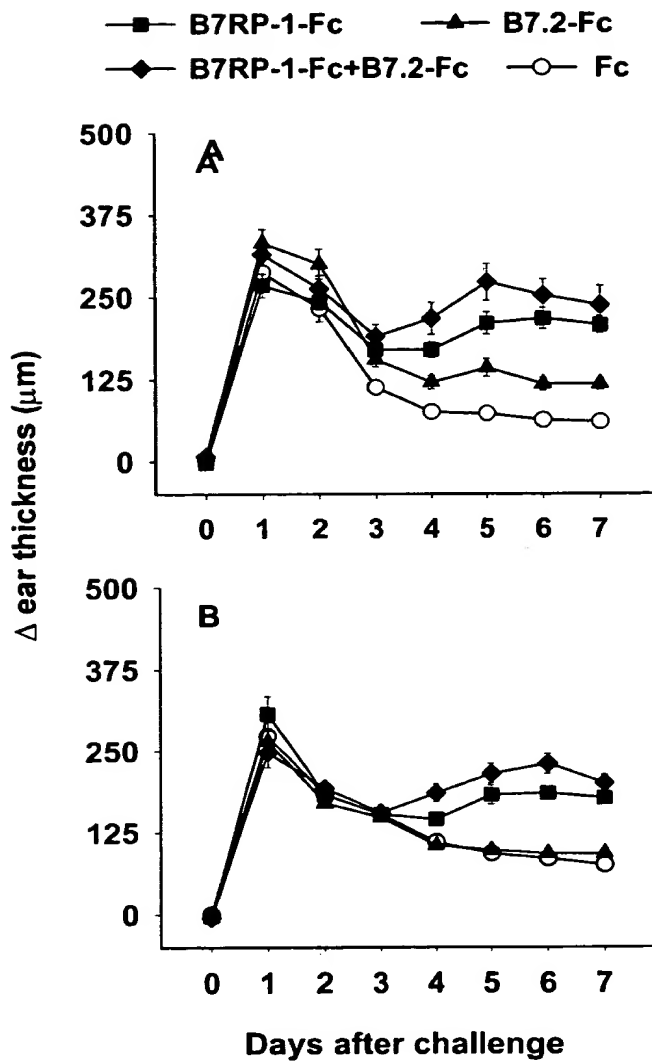 B7RP-1-Fc B7.2-Fc
B7RP-1-Fc+B7.2-Fc Fc
500
375
250
125
0
A
A
0 1 2 3 4 5 6 7
Δ ear thickness (μm)
500
375
250
125
0
B
0 1 2 3 4 5 6 7
Days after challenge